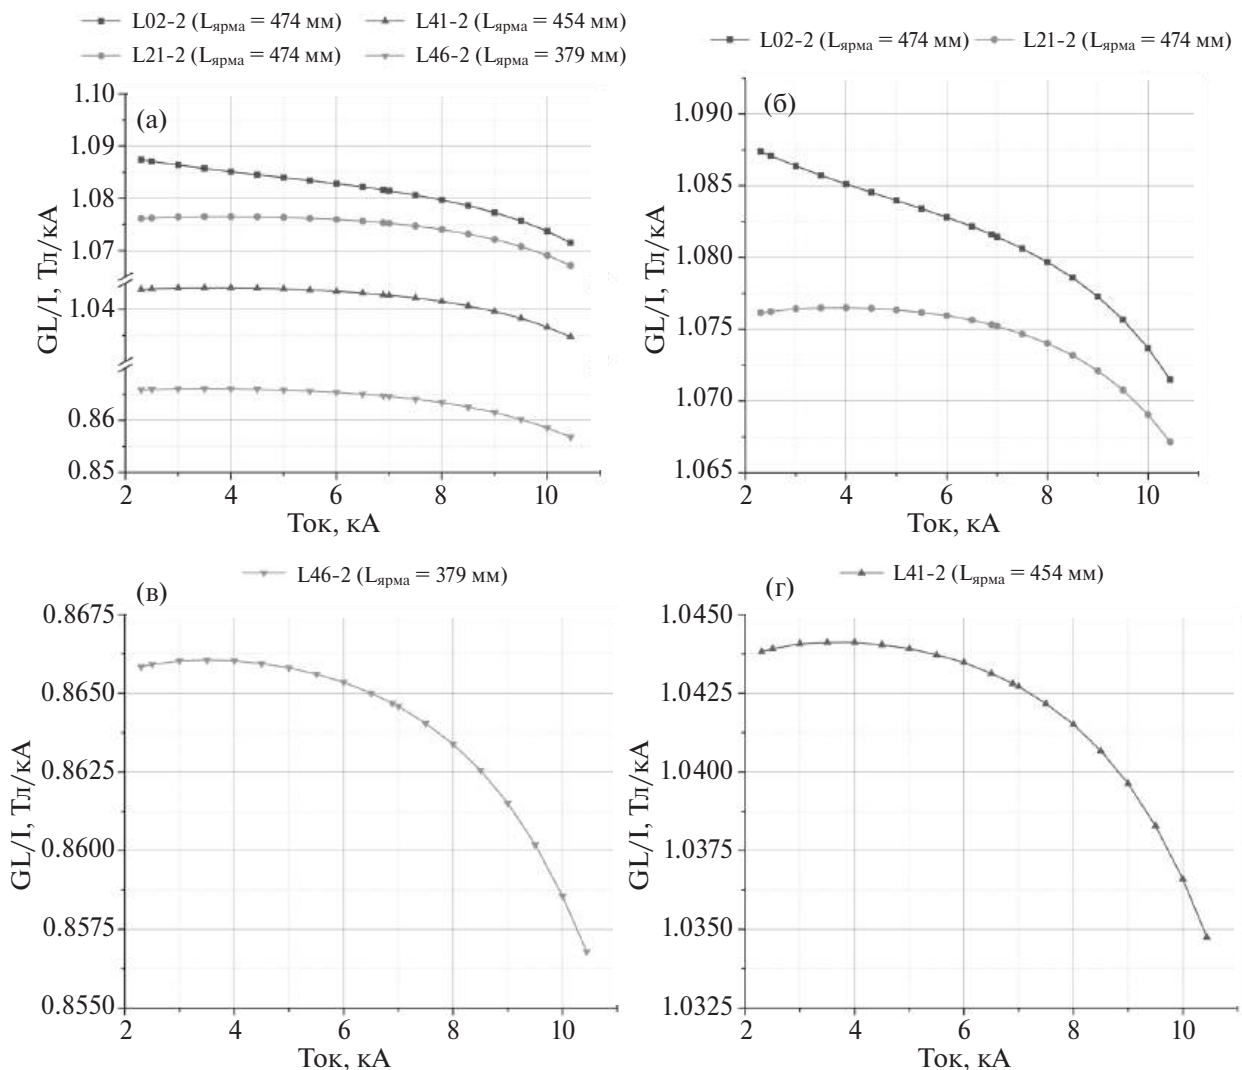 L02-2 (Lярма = 474 мм) L41-2 (Lярма = 454 мм)
L21-2 (Lярма = 474 мм) L46-2 (Lярма = 379 мм)
(а)
GL/I, Тл/кА
1.10
1.09
1.08
1.07
1.04
0.86
0.85
2 4 6 8 10
Ток, кА
L02-2 (Lярма = 474 мм) L21-2 (Lярма = 474 мм)
(б)
GL/I, Тл/кА
1.090
1.085
1.080
1.075
1.070
1.065
2 4 6 8 10
Ток, кА
L46-2 (Lярма = 379 мм)
(в)
GL/I, Тл/кА
0.8675
0.8650
0.8625
0.8600
0.8575
0.8550
2 4 6 8 10
Ток, кА
L41-2 (Lярма = 454 мм)
(г)
GL/I, Тл/кА
1.0450
1.0425
1.0400
1.0375
1.0350
1.0325
2 4 6 8 10
Ток, кА